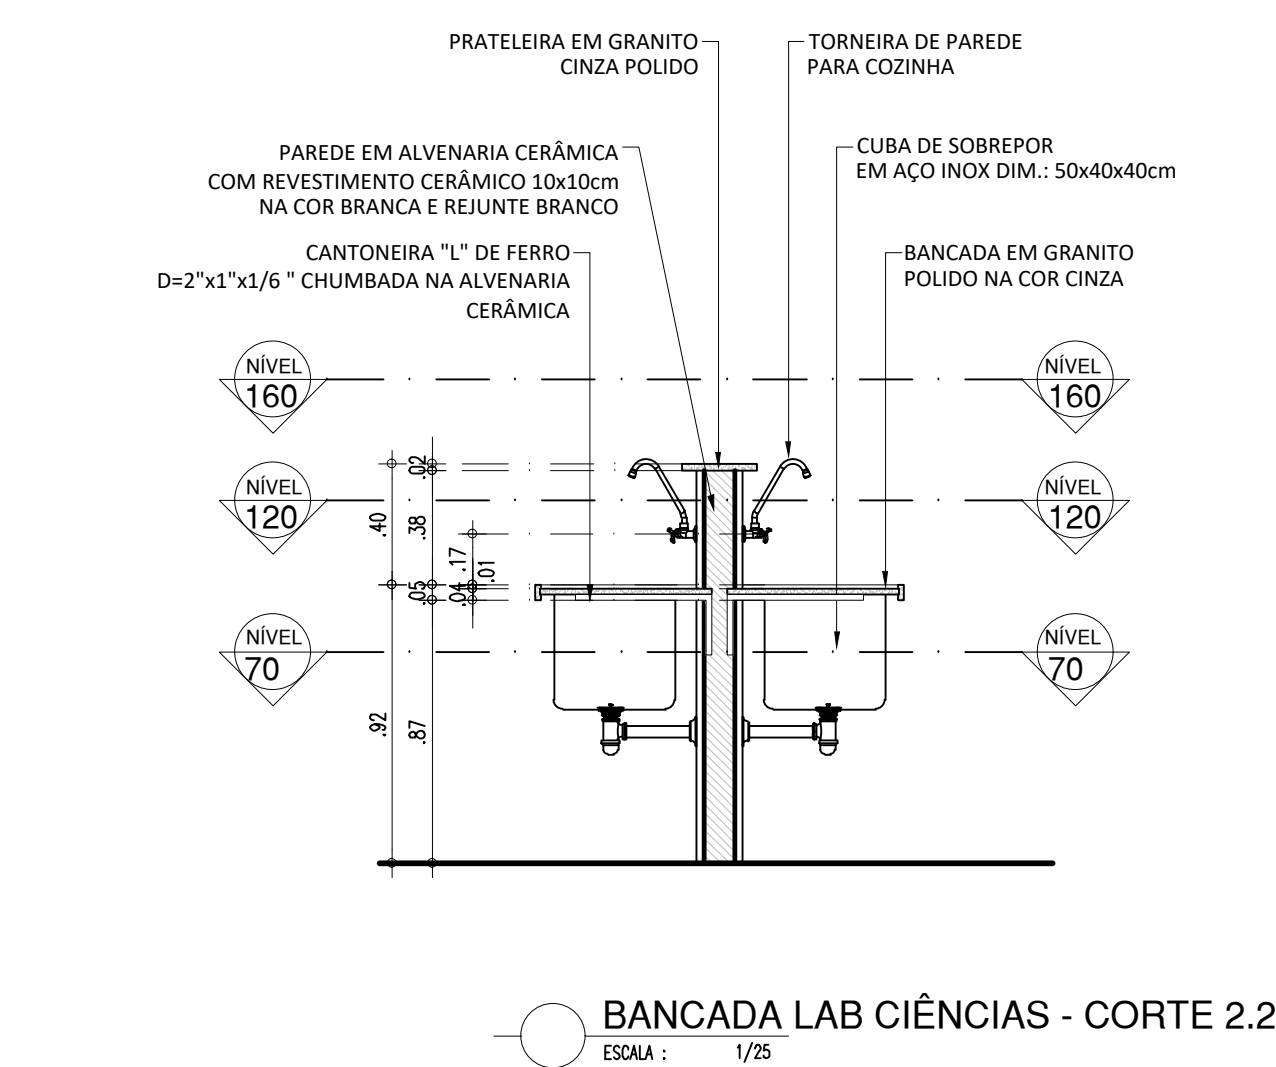 PRATELEIRA EM GRANITO
CINZA POLIDO
TORNEIRA DE PAREDE
PARA COZINHA
PAREDE EM ALVENARIA CERÂMICA
COM REVESTIMENTO CERÂMICO 10x10cm
NA COR BRANCA E REJUNTE BRANCO
CUBA DE SOBREPOR
EM AÇO INOX DIM.: 50x40x40cm
CANTONEIRA "L" DE FERRO
D=2"x1"x1/6 " CHUMBADA NA ALVENARIA
CERÂMICA
BANCADA EM GRANITO
POLIDO NA COR CINZA
NÍVEL
160
NÍVEL
160
NÍVEL
120
NÍVEL
120
NÍVEL
70
NÍVEL
70
.02
.40
.38
.17
.01
.05
.04
.92
.87
BANCADA LAB CIÊNCIAS - CORTE 2.2
ESCALA : 1/25